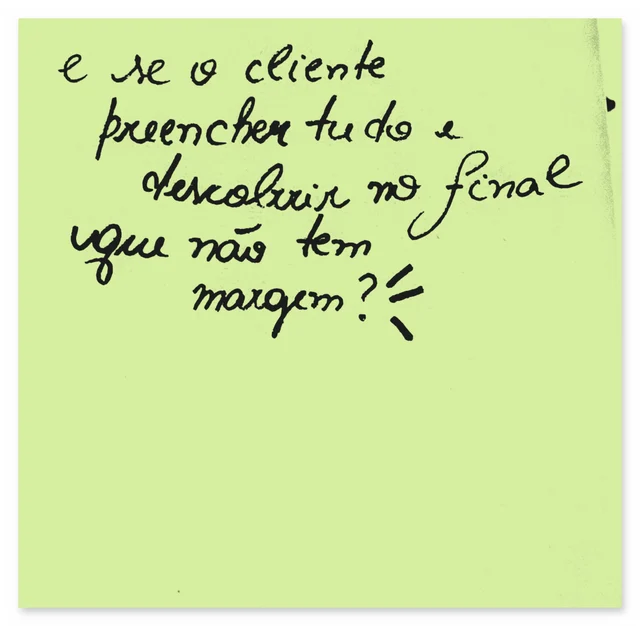 e se o cliente
preencher tudo e
descobrir no final
que não tem
margem?